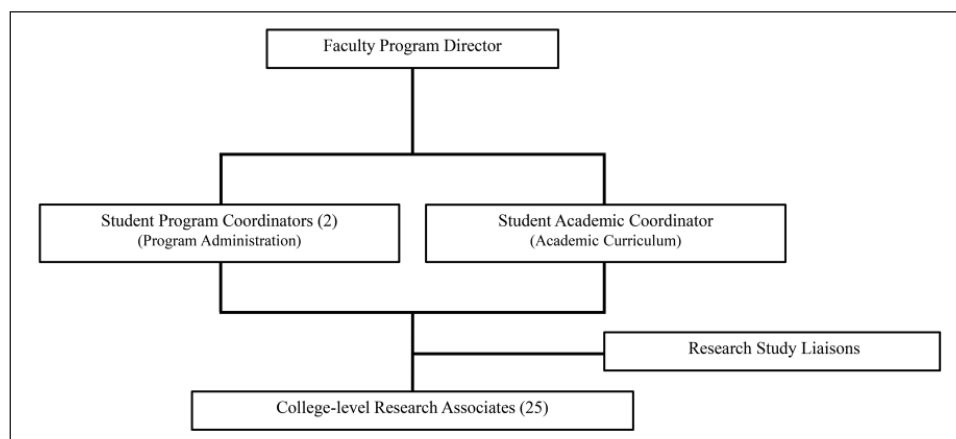 Faculty Program Director
Student Program Coordinators (2)
(Program Administration)
Student Academic Coordinator
(Academic Curriculum)
Research Study Liaisons
College-level Research Associates (25)